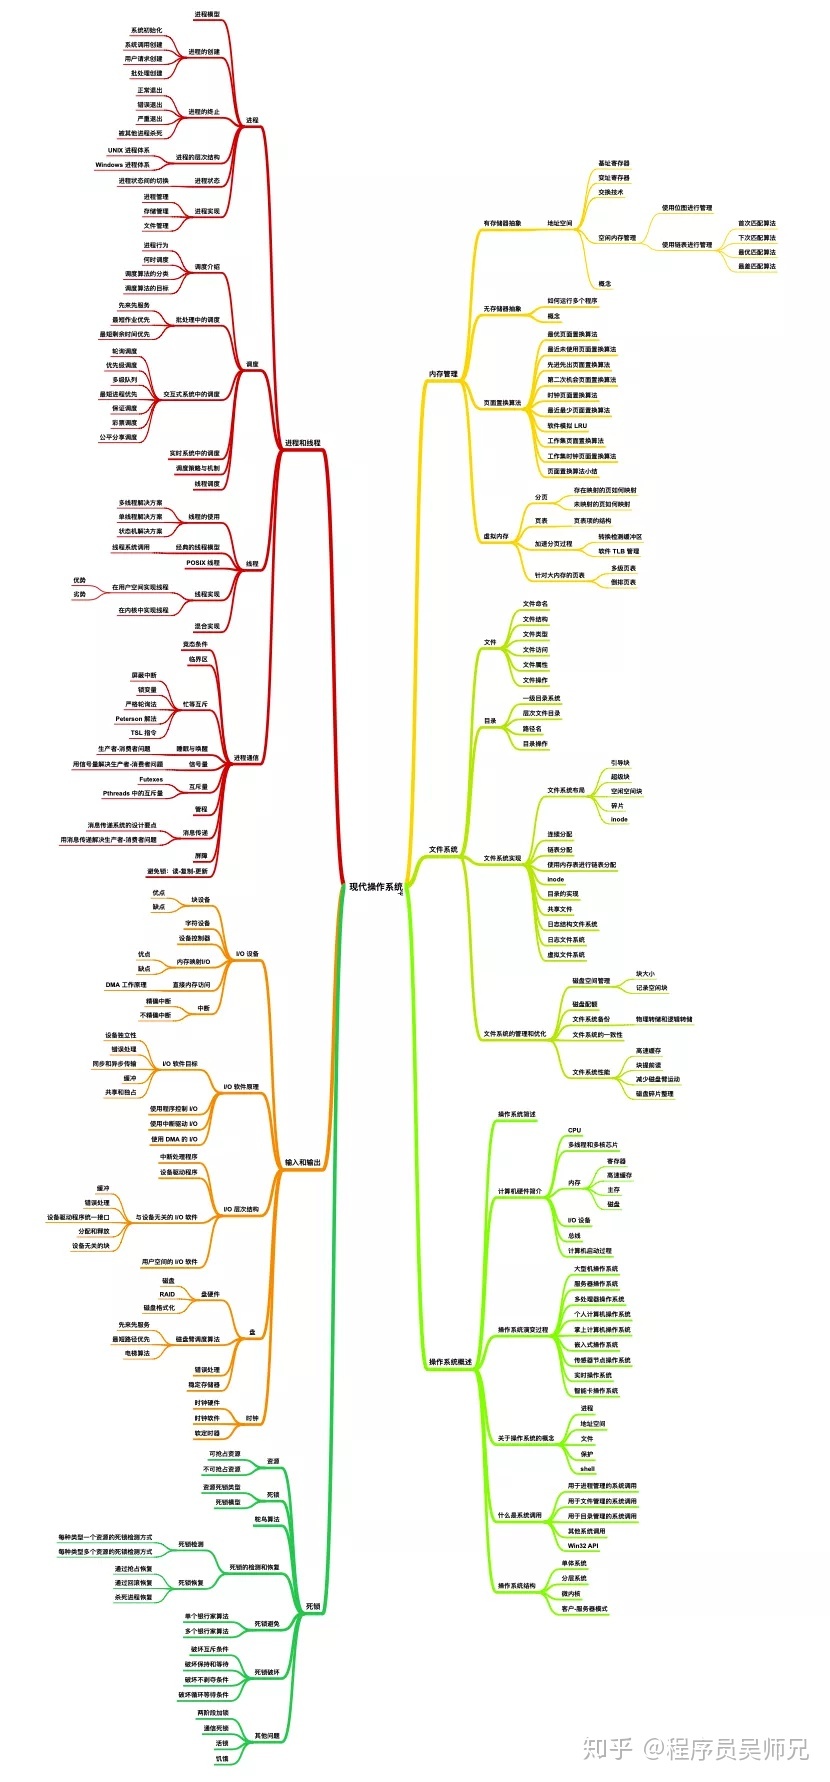 现代操作系统
进程和线程
进程
进程模型
进程的创建
系统初始化
系统调用创建
用户请求创建
批处理创建
进程的终止
正常退出
错误退出
严重退出
被其他进程杀死
进程的层次结构
UNIX 进程体系
Windows 进程体系
进程状态
进程状态间的切换
进程实现
进程管理
存储管理
文件管理
调度
调度介绍
进程行为
何时调度
调度算法的分类
调度算法的目标
批处理中的调度
先来先服务
最短作业优先
最短剩余时间优先
交互式系统中的调度
轮询调度
优先级调度
多级队列
最短进程优先
保证调度
彩票调度
公平分享调度
实时系统中的调度
调度策略与机制
线程调度
线程
线程的使用
多线程解决方案
单线程解决方案
状态机解决方案
经典的线程模型
线程系统调用
POSIX 线程
线程实现
在用户空间实现线程
优势
劣势
在内核中实现线程
混合实现
进程通信
竞态条件
临界区
忙等互斥
屏蔽中断
锁变量
严格轮询法
Peterson 解法
TSL 指令
睡眠与唤醒
生产者-消费者问题
信号量
用信号量解决生产者-消费者问题
互斥量
Futexes
Pthreads 中的互斥量
管程
消息传递
消息传递系统的设计要点
用消息传递解决生产者-消费者问题
屏障
避免锁：读-复制-更新
输入和输出
I/O 设备
块设备
优点
缺点
字符设备
设备控制器
内存映射I/O
优点
缺点
直接内存访问
DMA 工作原理
中断
精确中断
不精确中断
I/O 软件原理
I/O 软件目标
设备独立性
错误处理
同步和异步传输
缓冲
共享和独占
使用程序控制 I/O
使用中断驱动 I/O
使用 DMA 的 I/O
I/O 层次结构
中断处理程序
设备驱动程序
与设备无关的 I/O 软件
缓冲
错误处理
设备驱动程序统一接口
分配和释放
设备无关的块
用户空间的 I/O 软件
盘
盘硬件
磁盘
RAID
磁盘格式化
磁盘臂调度算法
先来先服务
最短路径优先
电梯算法
错误处理
稳定存储器
时钟
时钟硬件
时钟软件
软定时器
死锁
资源
可抢占资源
不可抢占资源
死锁
资源死锁类型
死锁模型
鸵鸟算法
死锁的检测和恢复
死锁检测
每种类型一个资源的死锁检测方式
每种类型多个资源的死锁检测方式
死锁恢复
通过抢占恢复
通过回滚恢复
杀死进程恢复
死锁避免
单个银行家算法
多个银行家算法
死锁破坏
破坏互斥条件
破坏保持和等待
破坏不剥夺条件
破坏循环等待条件
其他问题
两阶段加锁
通信死锁
活锁
饥饿
内存管理
有存储器抽象
地址空间
基址寄存器
变址寄存器
交换技术
空闲内存管理
使用位图进行管理
使用链表进行管理
首次匹配算法
下次匹配算法
最优匹配算法
最差匹配算法
概念
无存储器抽象
如何运行多个程序
概念
页面置换算法
最优页面置换算法
最近未使用页面置换算法
先进先出页面置换算法
第二次机会页面置换算法
时钟页面置换算法
最近最少页面置换算法
软件模拟 LRU
工作集页面置换算法
工作集时钟页面置换算法
页面置换算法小结
虚拟内存
分页
存在映射的页如何映射
未映射的页如何映射
页表
页表项的结构
加速分页过程
转换检测缓冲区
软件 TLB 管理
针对大内存的页表
多级页表
倒排页表
文件系统
文件
文件命名
文件结构
文件类型
文件访问
文件属性
文件操作
目录
一级目录系统
层次文件目录
路径名
目录操作
文件系统实现
文件系统布局
引导块
超级块
空闲空间块
碎片
inode
连续分配
链表分配
使用内存表进行链表分配
inode
目录的实现
共享文件
日志结构文件系统
日志文件系统
虚拟文件系统
文件系统的管理和优化
磁盘空间管理
块大小
记录空闲块
磁盘配额
文件系统备份
物理转储和逻辑转储
文件系统的一致性
文件系统性能
高速缓存
块提前读
减少磁盘臂运动
磁盘碎片整理
操作系统概述
操作系统简述
计算机硬件简介
CPU
多线程和多核芯片
内存
寄存器
高速缓存
主存
磁盘
I/O 设备
总线
计算机启动过程
操作系统演变过程
大型机操作系统
服务器操作系统
多处理器操作系统
个人计算机操作系统
掌上计算机操作系统
嵌入式操作系统
传感器节点操作系统
实时操作系统
智能卡操作系统
关于操作系统的概念
进程
地址空间
文件
保护
shell
什么是系统调用
用于进程管理的系统调用
用于文件管理的系统调用
用于目录管理的系统调用
其他系统调用
Win32 API
操作系统结构
单体系统
分层系统
微内核
客户-服务器模式
知乎 @程序员吴师兄